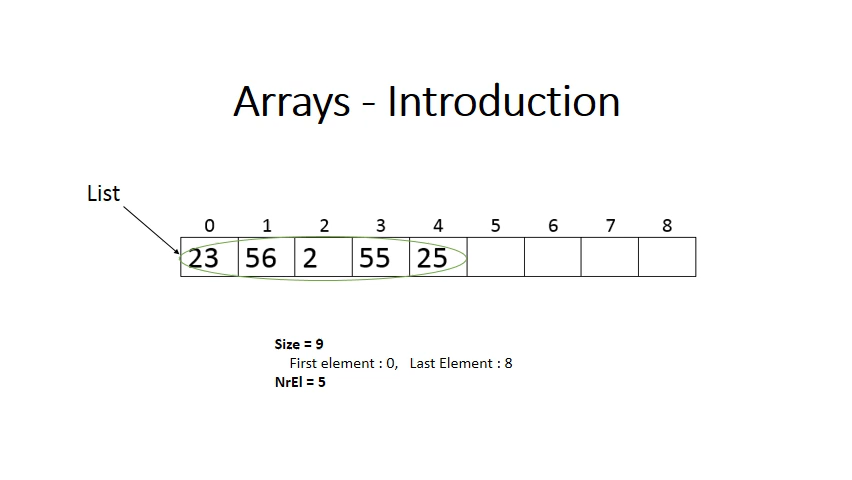 Arrays - Introduction
List
0 1 2 3 4 5 6 7 8
23 56 2 55 25
Size = 9
First element : 0, Last Element : 8
NrEl = 5